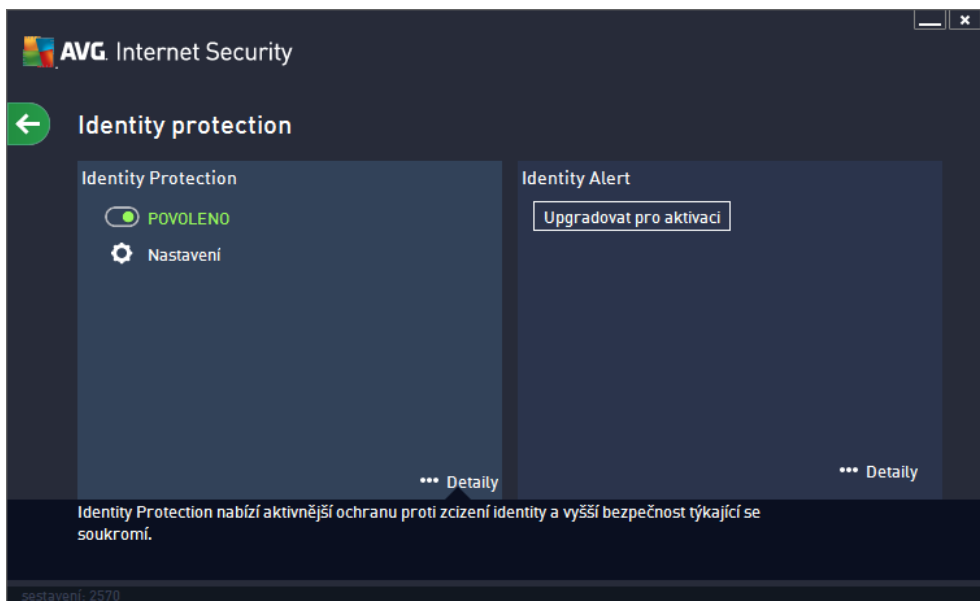 AVG. Internet Security
Identity protection
Identity Protection
POVOLENO
Nastavení
Detaily
Identity Alert
Upgradovat pro aktivaci
Detaily
Identity Protection nabízí aktivnější ochranu proti zcizení identity a vyšší bezpečnost týkající se
soukromí.
sestavení: 2570